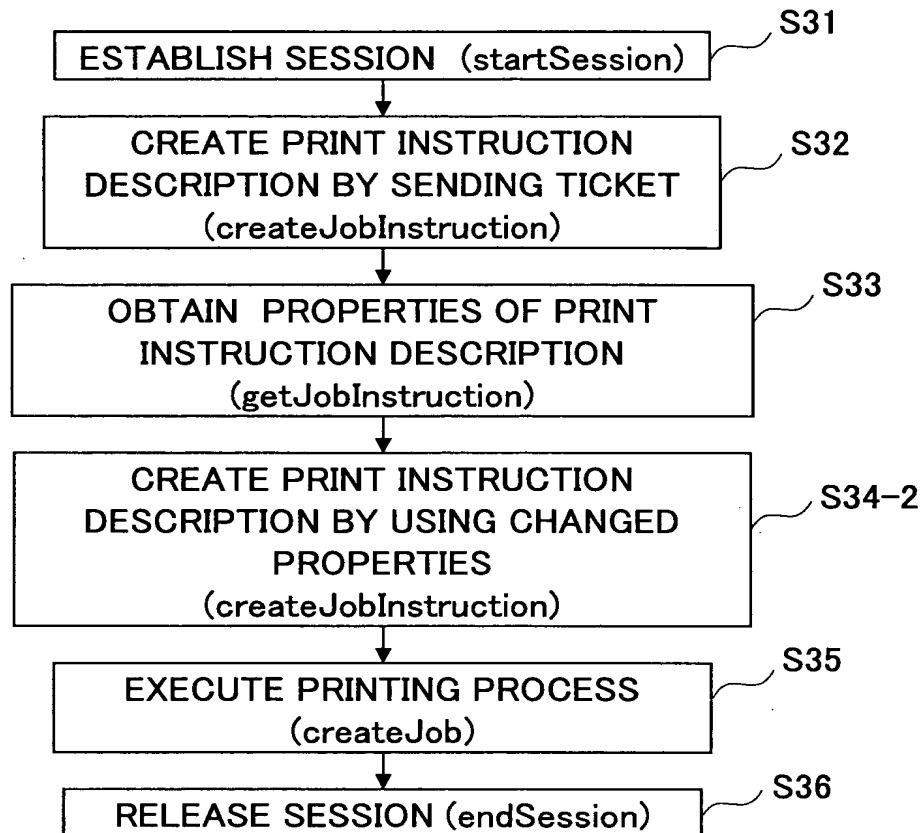 S31
ESTABLISH SESSION (startSession)
S32
CREATE PRINT INSTRUCTION
DESCRIPTION BY SENDING TICKET
(createJobInstruction)
S33
OBTAIN PROPERTIES OF PRINT
INSTRUCTION DESCRIPTION
(getJobInstruction)
S34-2
CREATE PRINT INSTRUCTION
DESCRIPTION BY USING CHANGED
PROPERTIES
(createJobInstruction)
S35
EXECUTE PRINTING PROCESS
(createJob)
S36
RELEASE SESSION (endSession)